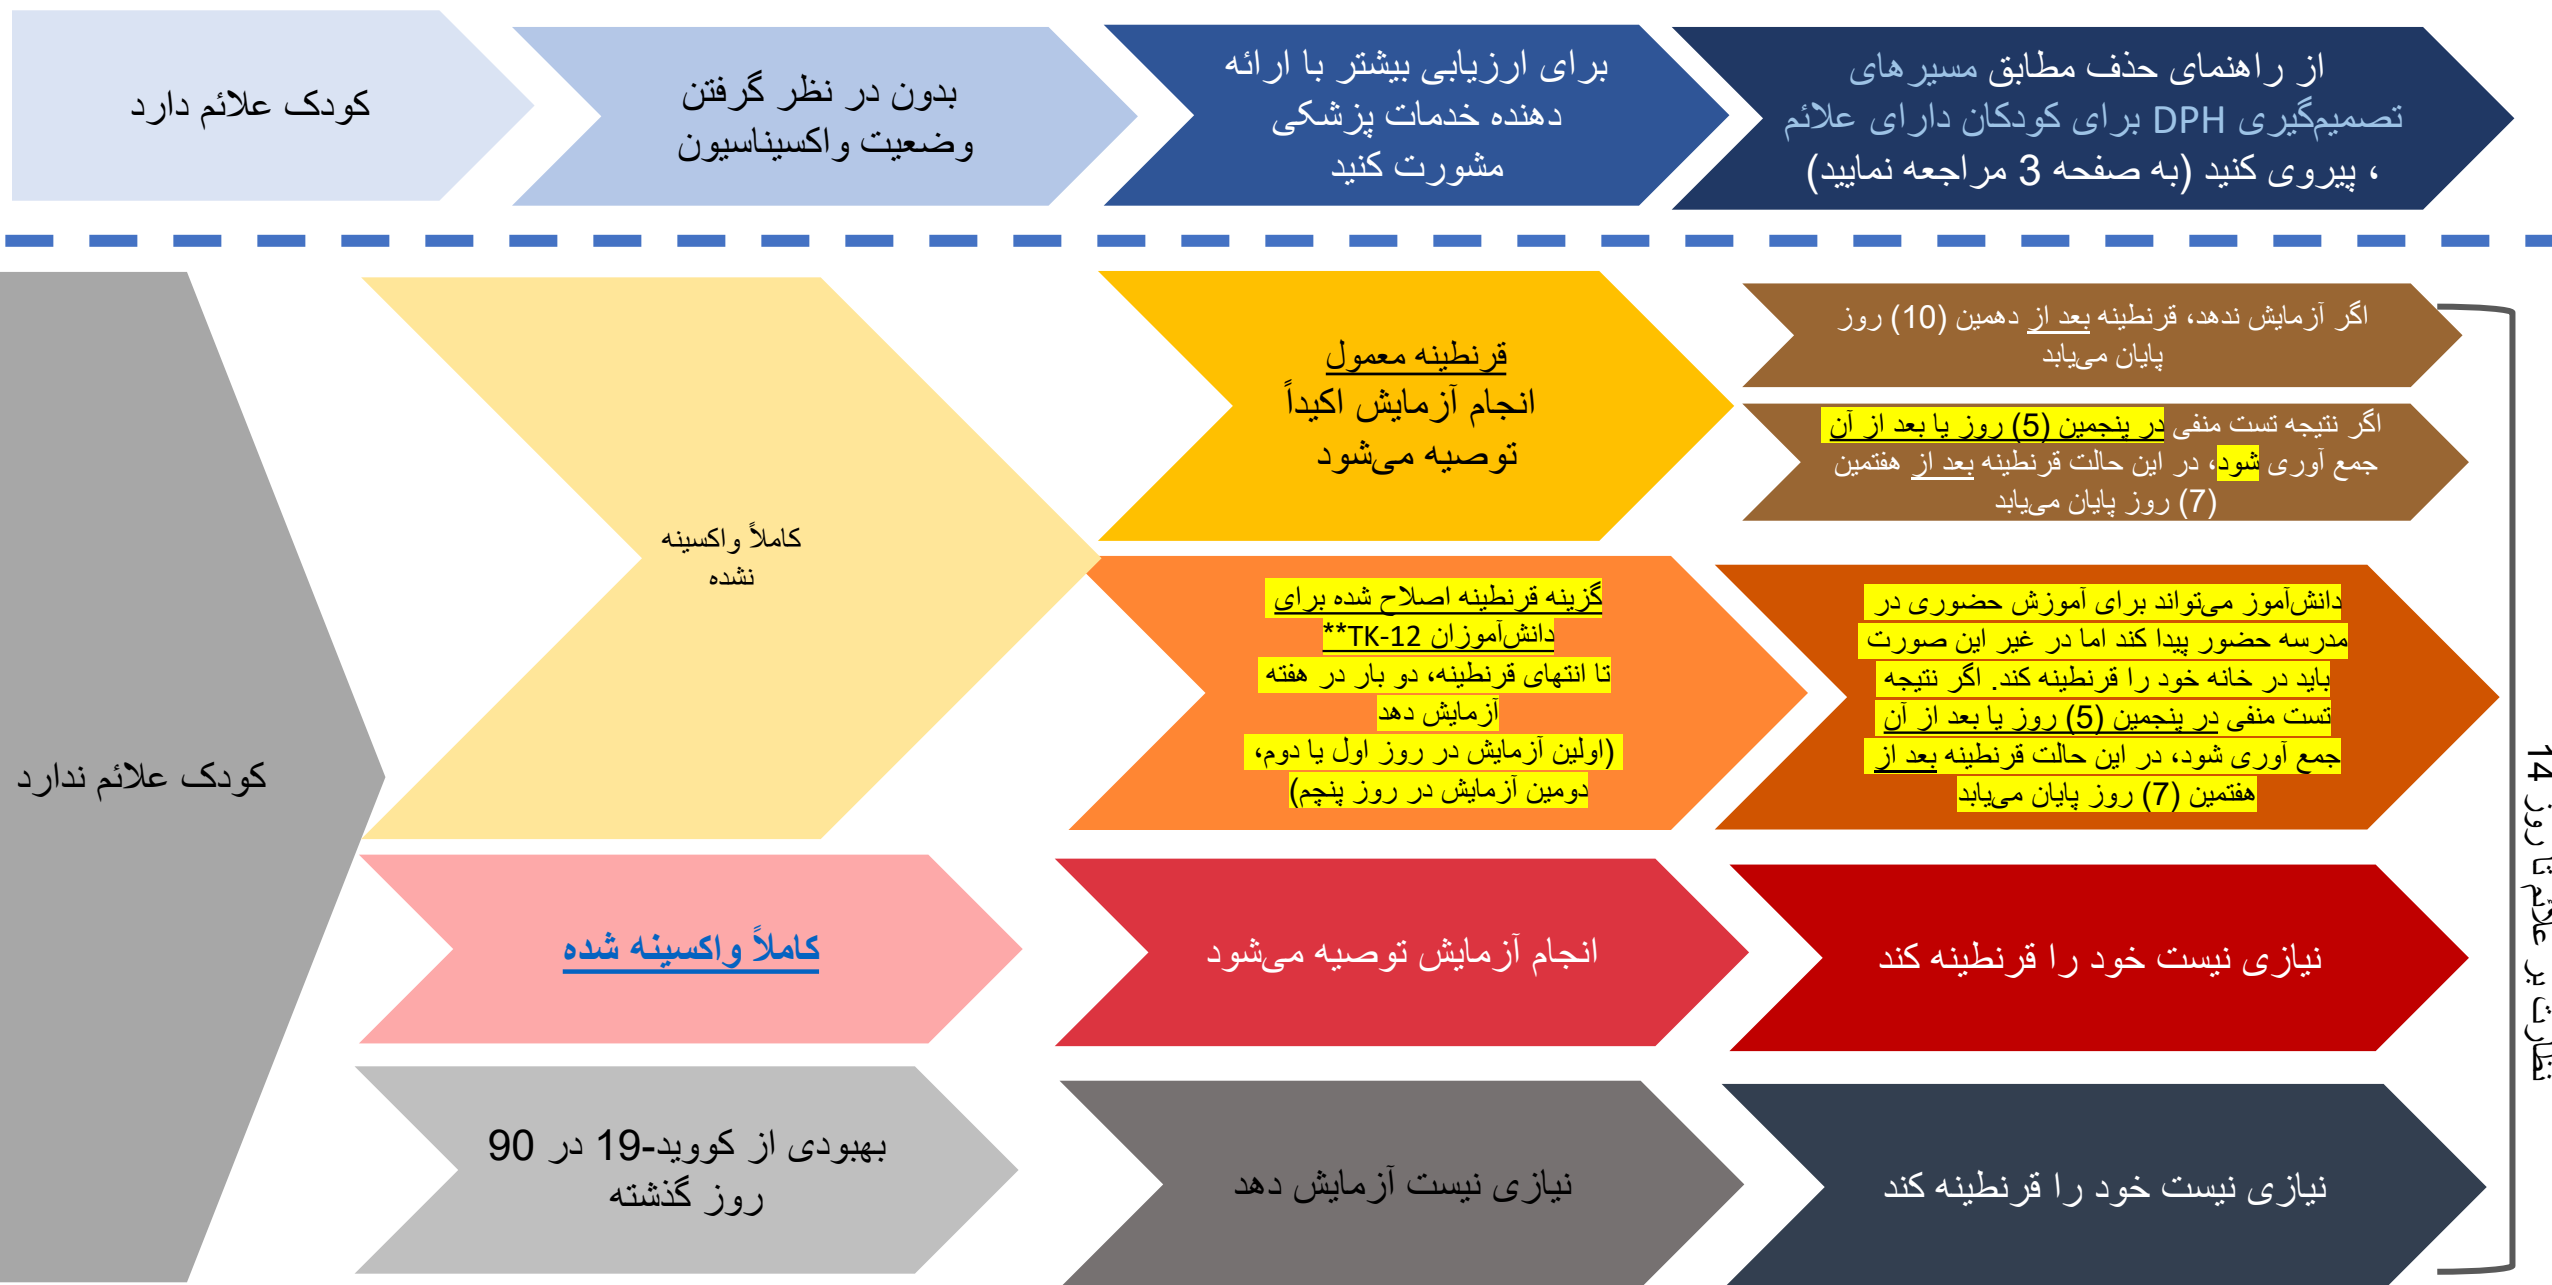 کودک علائم دارد
بدون در نظر گرفتن
وضعیت واکسیناسیون
برای ارزیابی بیشتر با ارائه
دهنده خدمات پزشکی
مشورت کنید
از راهنمای حذف مطابق مسیرهای
تصمیم‌گیری DPH برای کودکان دارای علائم
، پیروی کنید (به صفحه 3 مراجعه نمایید)
کودک علائم ندارد
کاملاً واکسینه
نشده
قرنطینه معمول
انجام آزمایش اکیداً
توصیه می‌شود
اگر آزمایش ندهد، قرنطینه بعد از دهمین (10) روز
پایان می‌یابد
اگر نتیجه تست منفی در پنجمین (5) روز یا بعد از آن
جمع آوری شود، در این حالت قرنطینه بعد از هفتمین
(7) روز پایان می‌یابد
گزینه قرنطینه اصلاح شده برای
دانش‌آموزان TK-12**
تا انتهای قرنطینه، دو بار در هفته
آزمایش دهد
(اولین آزمایش در روز اول یا دوم،
دومین آزمایش در روز پنچم)
دانش‌آموز می‌تواند برای آموزش حضوری در
مدرسه حضور پیدا کند اما در غیر این صورت
باید در خانه خود را قرنطینه کند. اگر نتیجه
تست منفی در پنجمین (5) روز یا بعد از آن
جمع آوری شود، در این حالت قرنطینه بعد از
هفتمین (7) روز پایان می‌یابد
کاملاً واکسینه شده
انجام آزمایش توصیه می‌شود
نیازی نیست خود را قرنطینه کند
بهبودی از کووید-19 در 90
روز گذشته
نیازی نیست آزمایش دهد
نیازی نیست خود را قرنطینه کند
نظارت بر علائم تا روز 14